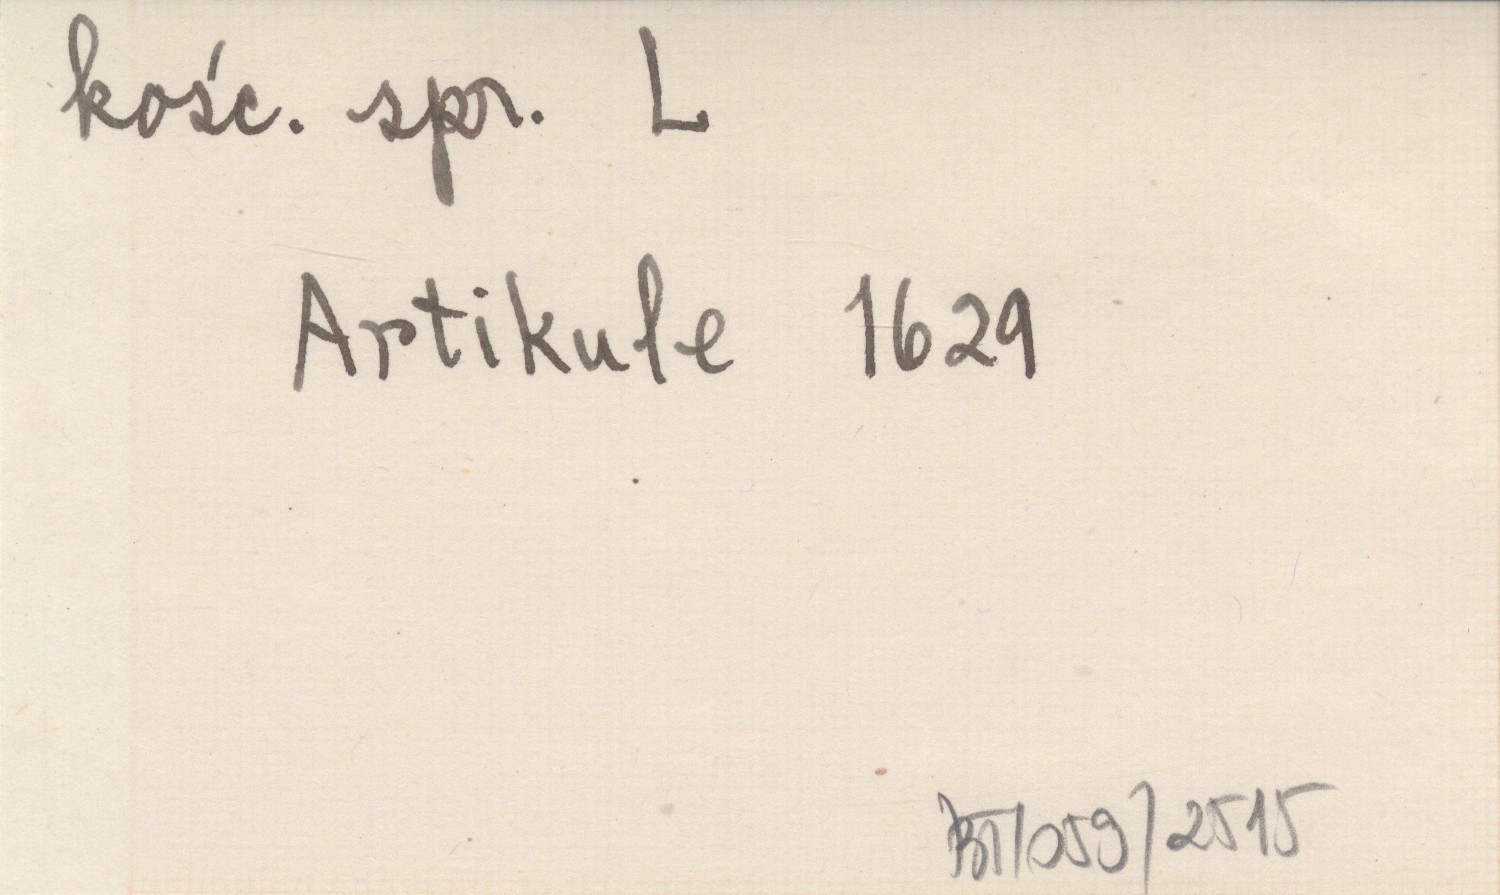 kośc. spr. L
Artikule 1629
BT/059/2515